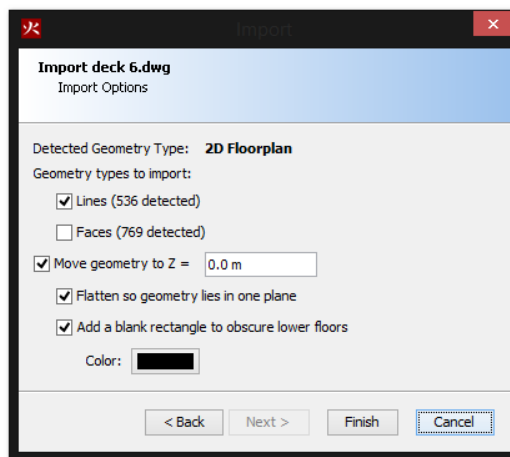 火
Import
Import deck 6.dwg
Import Options
Detected Geometry Type: 2D Floorplan
Geometry types to import:
Lines (536 detected)
Faces (769 detected)
Move geometry to Z = 0.0 m
Flatten so geometry lies in one plane
Add a blank rectangle to obscure lower floors
Color:
< Back Next > Finish Cancel